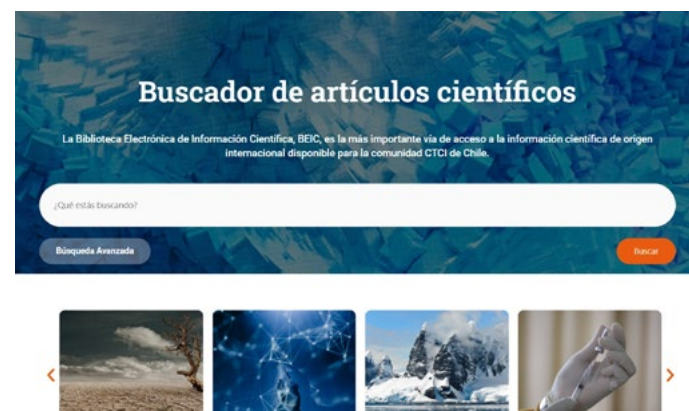 Buscador de artículos científicos
La Biblioteca Electrónica de Información Científica, BEIC, es la más importante vía de acceso a la información científica de origen
internacional disponible para la comunidad CTCI de Chile.
¿Qué estás buscando?
Búsqueda Avanzada
Buscar